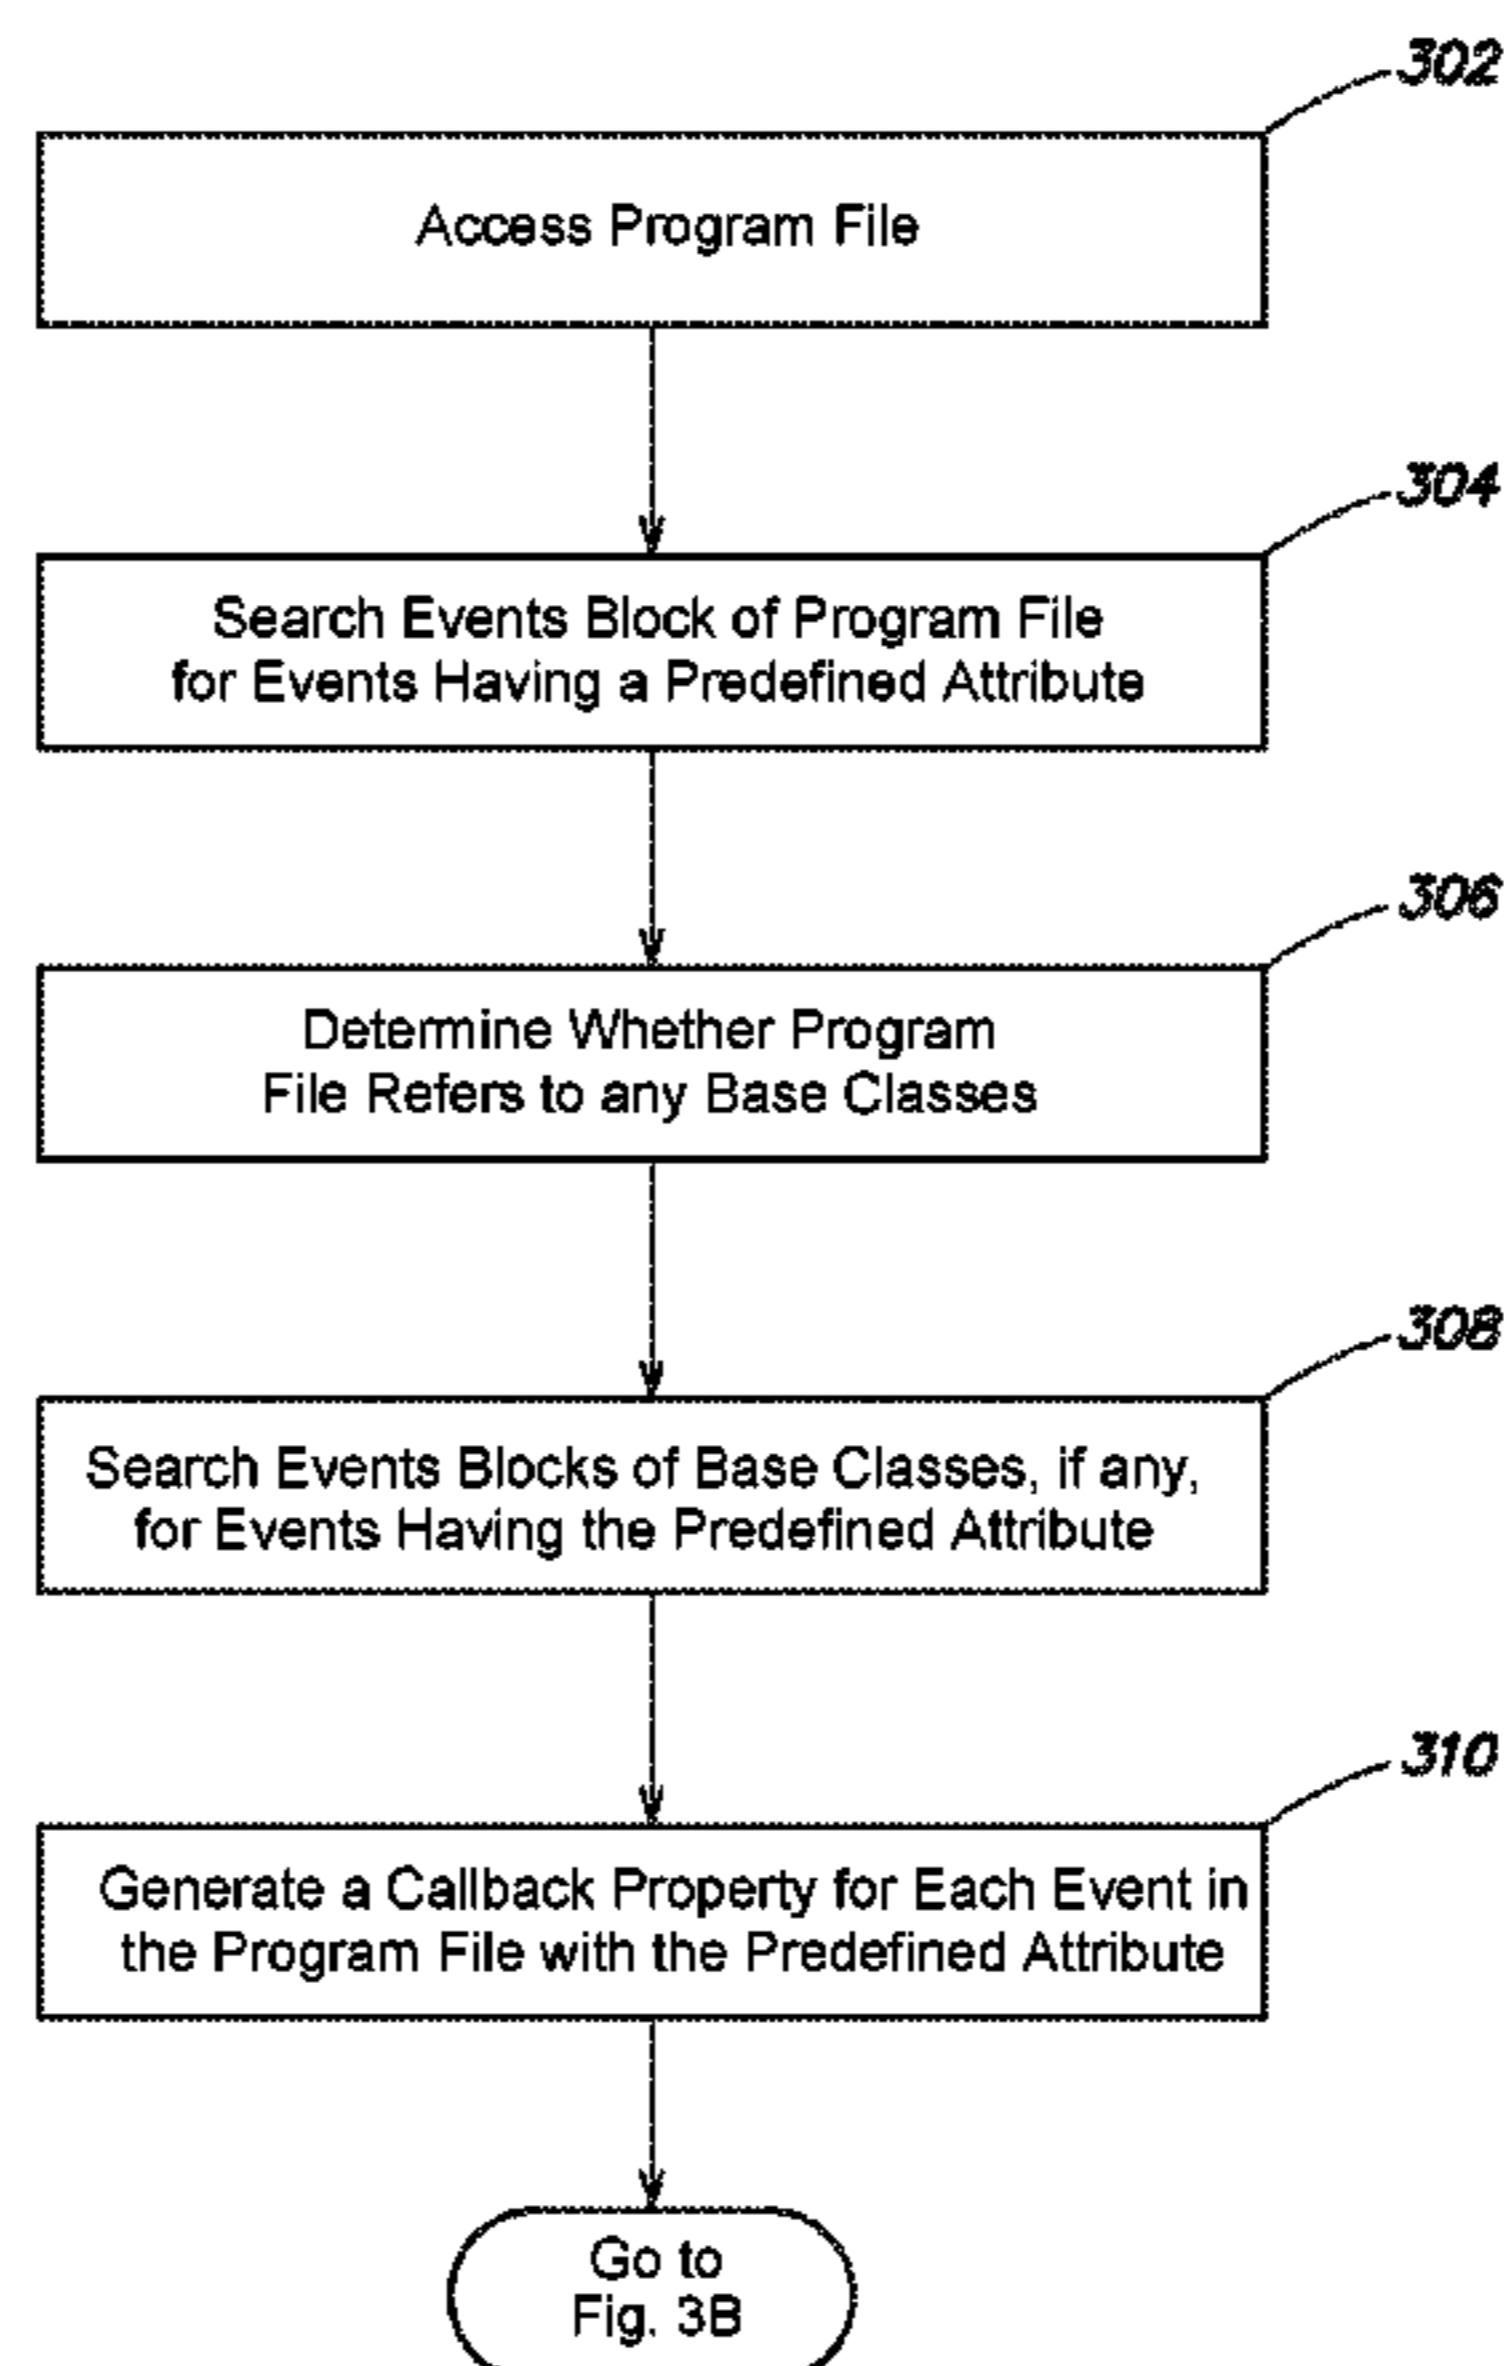 302
Access Program File
304
Search Events Block of Program File
for Events Having a Predefined Attribute
306
Determine Whether Program
File Refers to any Base Classes
308
Search Events Blocks of Base Classes, if any,
for Events Having the Predefined Attribute
310
Generate a Callback Property for Each Event in
the Program File with the Predefined Attribute
Go to
Fig. 3B